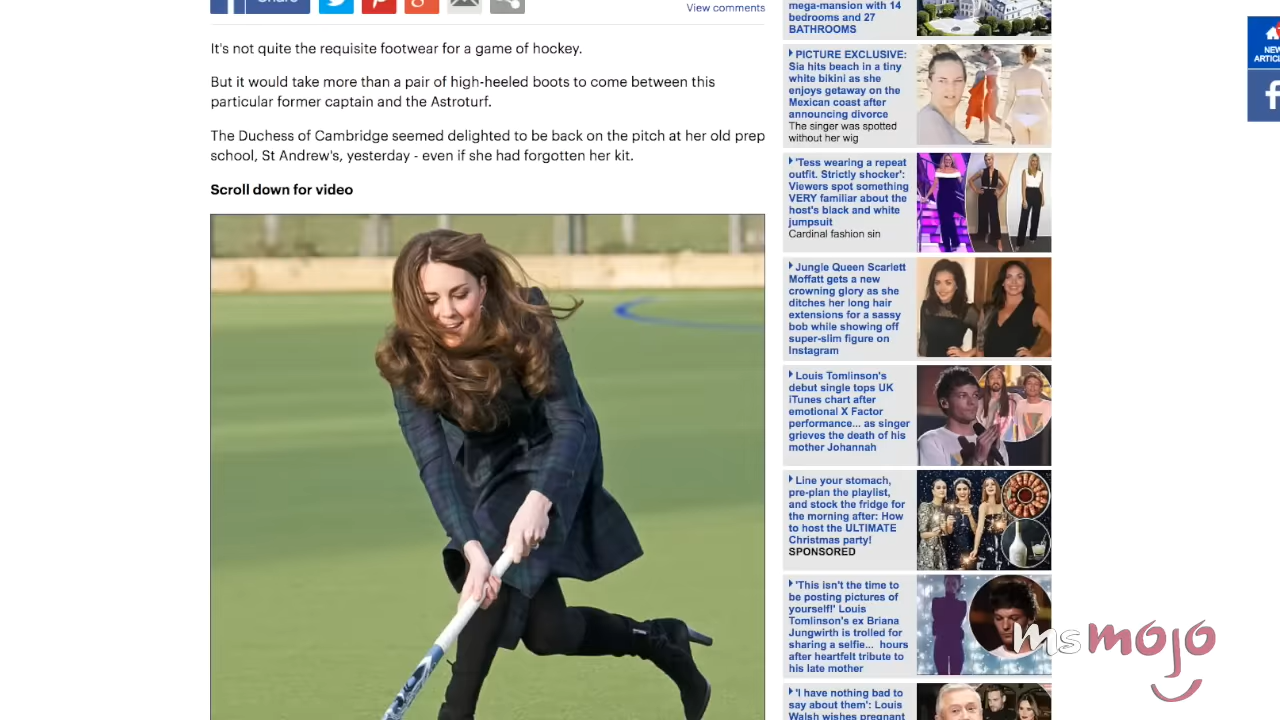 Share
View comments
It's not quite the requisite footwear for a game of hockey.
But it would take more than a pair of high-heeled boots to come between this
particular former captain and the Astroturf.
The Duchess of Cambridge seemed delighted to be back on the pitch at her old prep
school, St Andrew's, yesterday - even if she had forgotten her kit.
Scroll down for video
mega-mansion with 14
bedrooms and 27
BATHROOMS
PICTURE EXCLUSIVE:
Sia hits beach in a tiny
white bikini as she
enjoys getaway on the
Mexican coast after
announcing divorce
The singer was spotted
without her wig
'Tess wearing a repeat
outfit. Strictly shocker':
Viewers spot something
VERY familiar about the
host's black and white
jumpsuit
Cardinal fashion sin
Jungle Queen Scarlett
Moffatt gets a new
crowning glory as she
ditches her long hair
extensions for a sassy
bob while showing off
super-slim figure on
Instagram
Louis Tomlinson's
debut single tops UK
iTunes chart after
emotional X Factor
performance... as singer
grieves the death of his
mother Johannah
Line your stomach,
pre-plan the playlist,
and stock the fridge for
the morning after: How
to host the ULTIMATE
Christmas party!
SPONSORED
'This isn't the time to
be posting pictures of
yourself!' Louis
Tomlinson's ex Briana
Jungwirth is trolled for
sharing a selfie... hours
after heartfelt tribute to
his late mother
'I have nothing bad to
say about them': Louis
Walsh wishes pregnant
NEW
ARTICL
f
msmojo